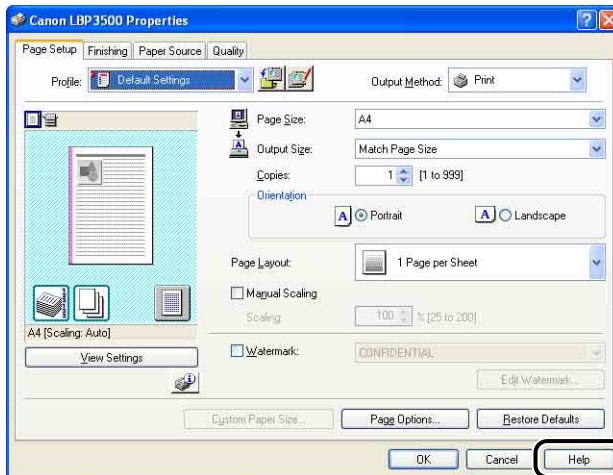 Canon LBP3500 Properties
Page Setup Finishing Paper Source Quality
Profile: Default Settings Output Method: Print
Page Size: A4
Output Size: Match Page Size
Copies: 1 [1 to 999]
Orientation
A Portrait A Landscape
Page Layout: 1 Page per Sheet
Manual Scaling
Scaling: 100 % [25 to 200]
A4 [Scaling: Auto]
View Settings
Watermark: CONFIDENTIAL
Edit Watermark...
Custom Paper Size... Page Options... Restore Defaults
OK Cancel Help